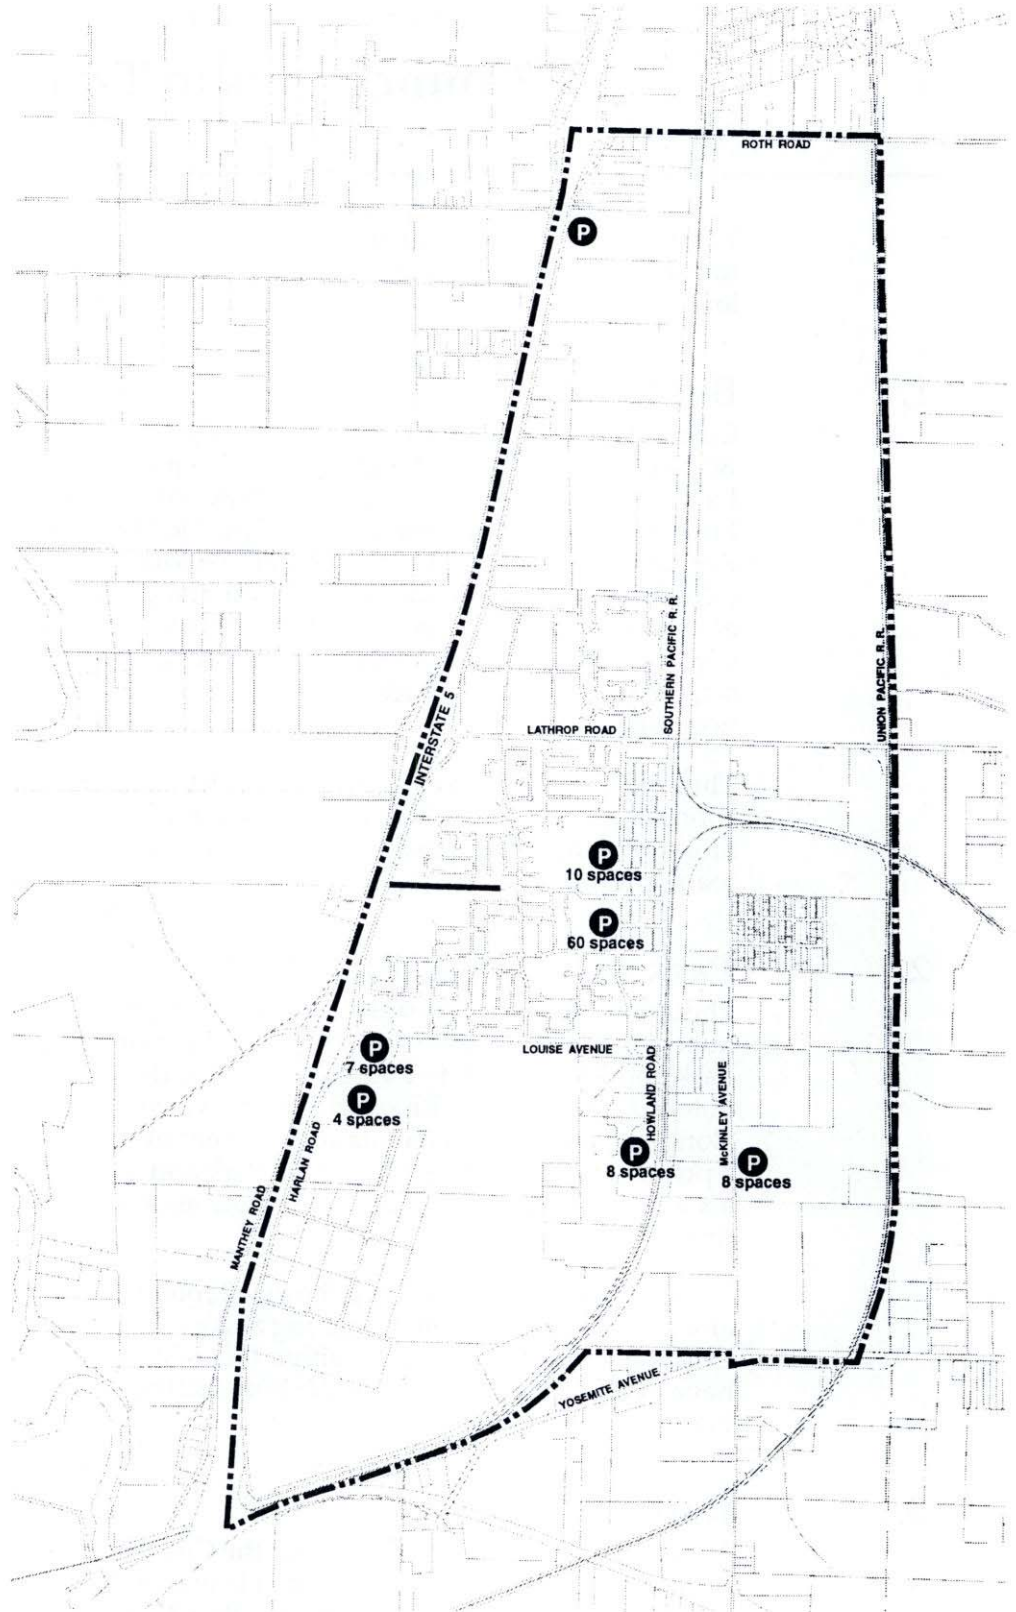 ROTH ROAD
P
SOUTHERN PACIFIC R. R.
UNION PACIFIC R. R.
INTERSTATE 5
LATHROP ROAD
P
10 spaces
P
60 spaces
P
7 spaces
LOUISE AVENUE
P
4 spaces
HOWLAND ROAD
McKINLEY AVENUE
P
8 spaces
P
8 spaces
HARLAN ROAD
MANTHEY ROAD
YOSEMITE AVENUE